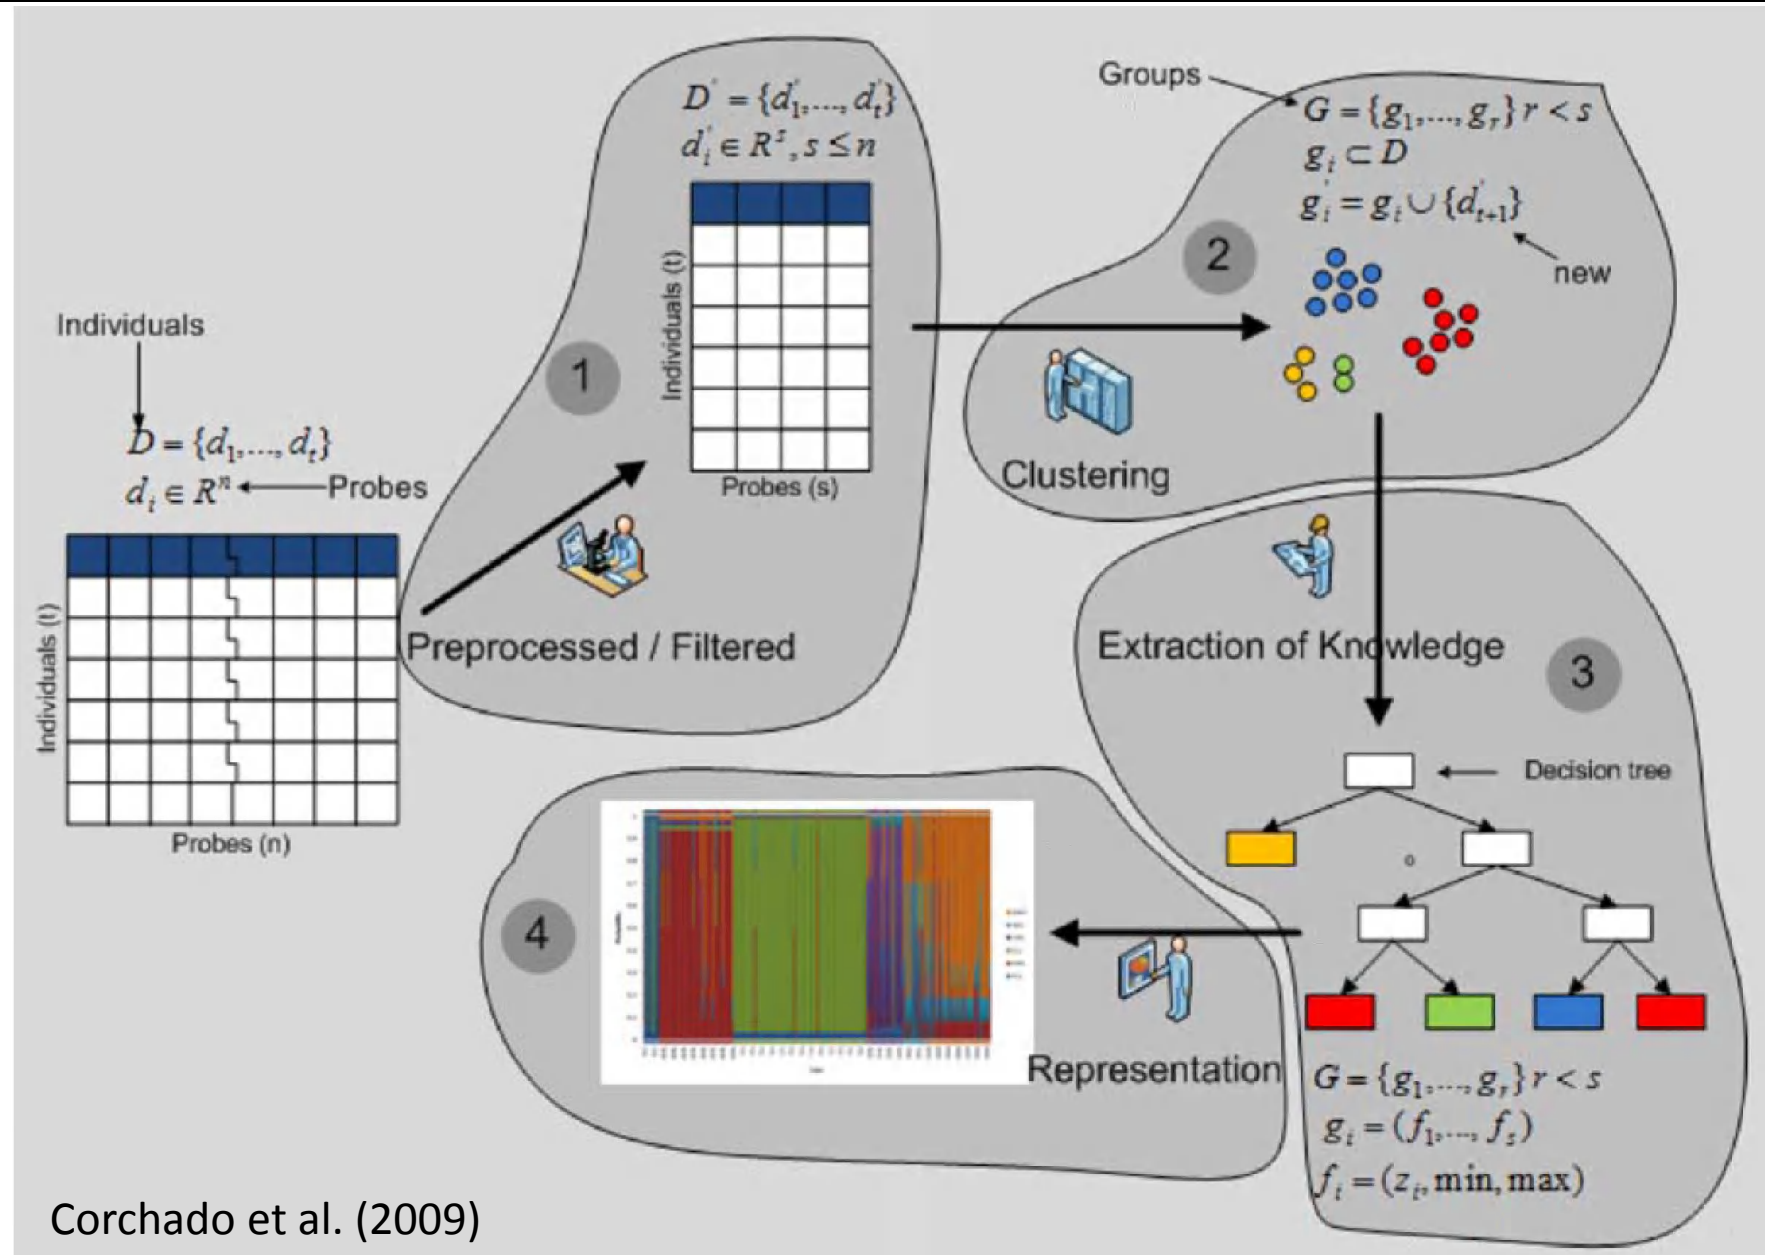 Individuals
D = {d₁,..., dₜ}
dᵢ ∈ Rⁿ
Probes
Individuals (t)
Probes (n)
1
D' = {d'₁,..., d'ₜ}
d'ᵢ ∈ Rˢ, s ≤ n
Individuals (t)
Probes (s)
Preprocessed / Filtered
2
Groups
G = {g₁,..., gᵣ} r < s
gᵢ ⊂ D
g'ᵢ = gᵢ ∪ {d'ₜ₊₁}
new
Clustering
Extraction of Knowledge
3
Decision tree
G = {g₁,..., gᵣ} r < s
gᵢ = (f₁,..., fₛ)
fᵢ = (zᵢ, min, max)
4
Representation
Corchado et al. (2009)